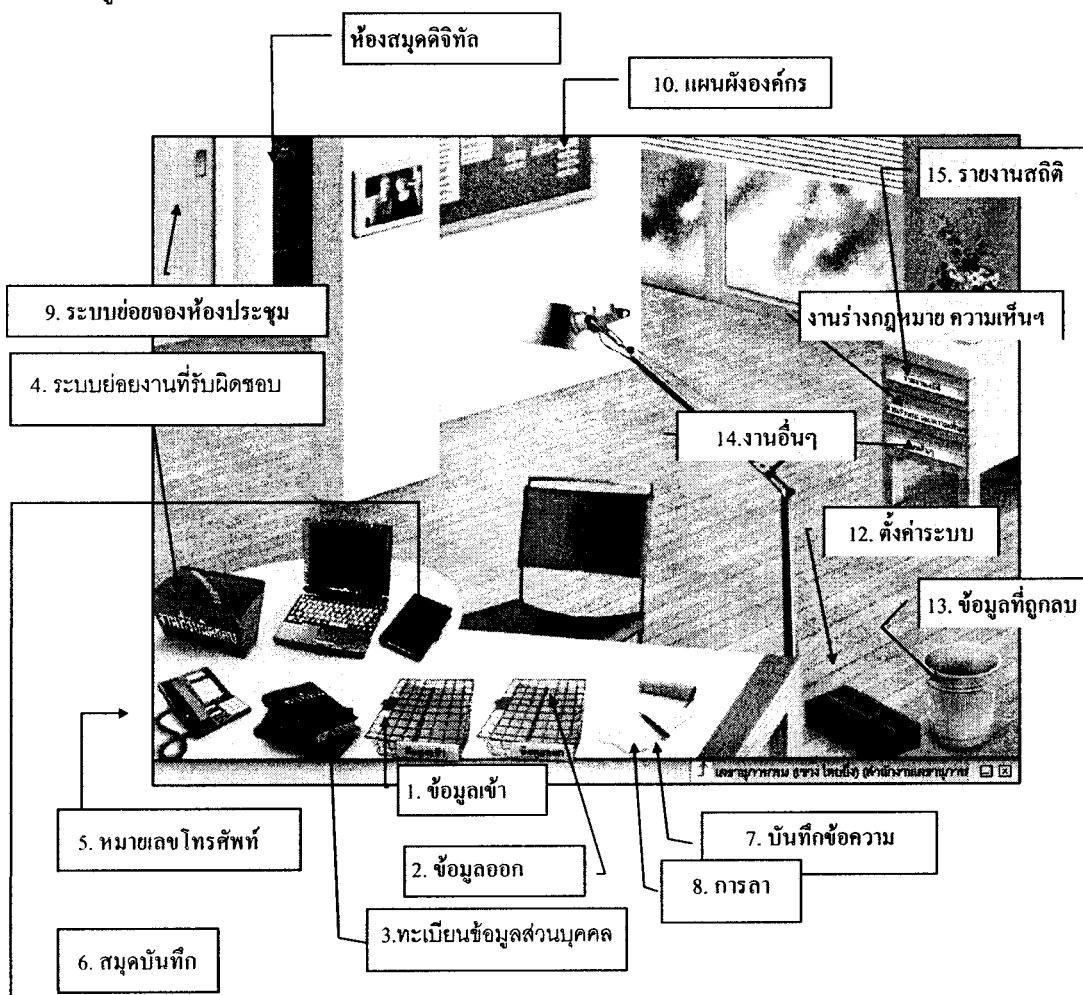 ห้องสมุดดิจิทัล
10. แผนผังองค์กร
15. รายงานสถิติ
9. ระบบย่อยจองห้องประชุม
งานร่างกฎหมาย ความเห็นฯ
4. ระบบย่อยงานที่รับผิดชอบ
14.งานอื่นๆ
12. ตั้งค่าระบบ
13. ข้อมูลที่ถูกลบ
1. ข้อมูลเข้า
5. หมายเลขโทรศัพท์
7. บันทึกข้อความ
2. ข้อมูลออก
8. การลา
3.ทะเบียนข้อมูลส่วนบุคคล
6. สมุดบันทึก